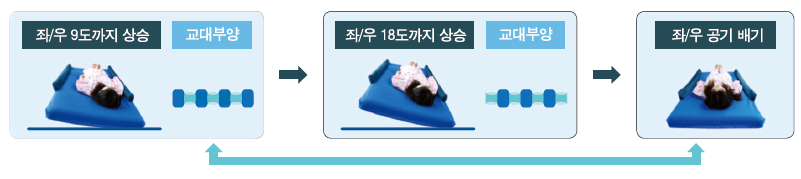 좌/우 9도까지 상승
교대부양
좌/우 18도까지 상승
교대부양
좌/우 공기 배기